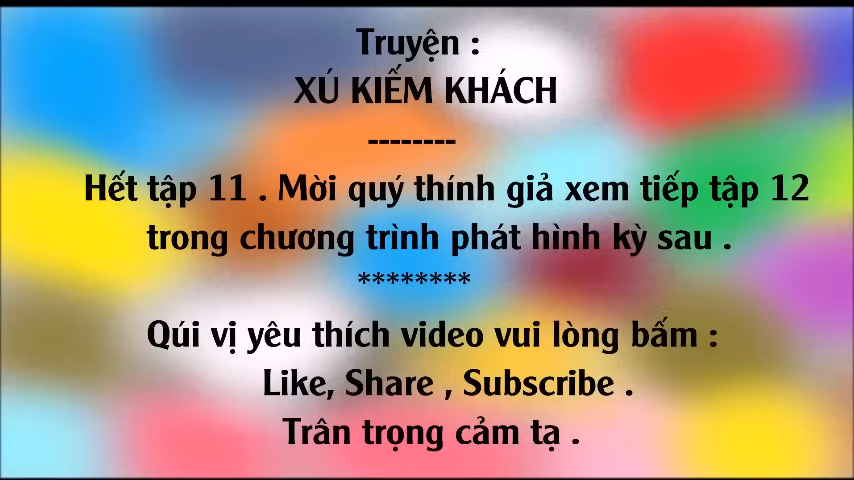 Truyện :
XÚ KIẾM KHÁCH
--------
Hết tập 11 . Mời quý thính giả xem tiếp tập 12
trong chương trình phát hình kỳ sau .
********
Qúi vị yêu thích video vui lòng bấm :
Like, Share , Subscribe .
Trân trọng cảm tạ .